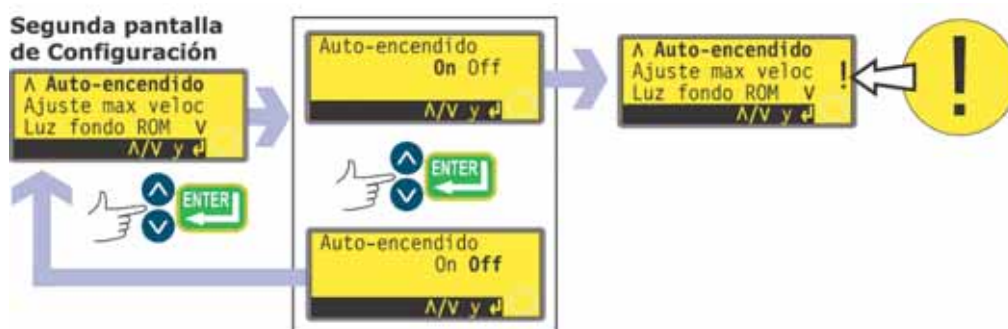 Segunda pantalla
de Configuración
Λ Auto-encendido
Ajuste max veloc
Luz fondo ROM V
Λ/V y ↲
ENTER
Auto-encendido
On Off
Λ/V y ↲
ENTER
Auto-encendido
On Off
Λ/V y ↲
Λ Auto-encendido
Ajuste max veloc !
Luz fondo ROM V
Λ/V y ↲
!